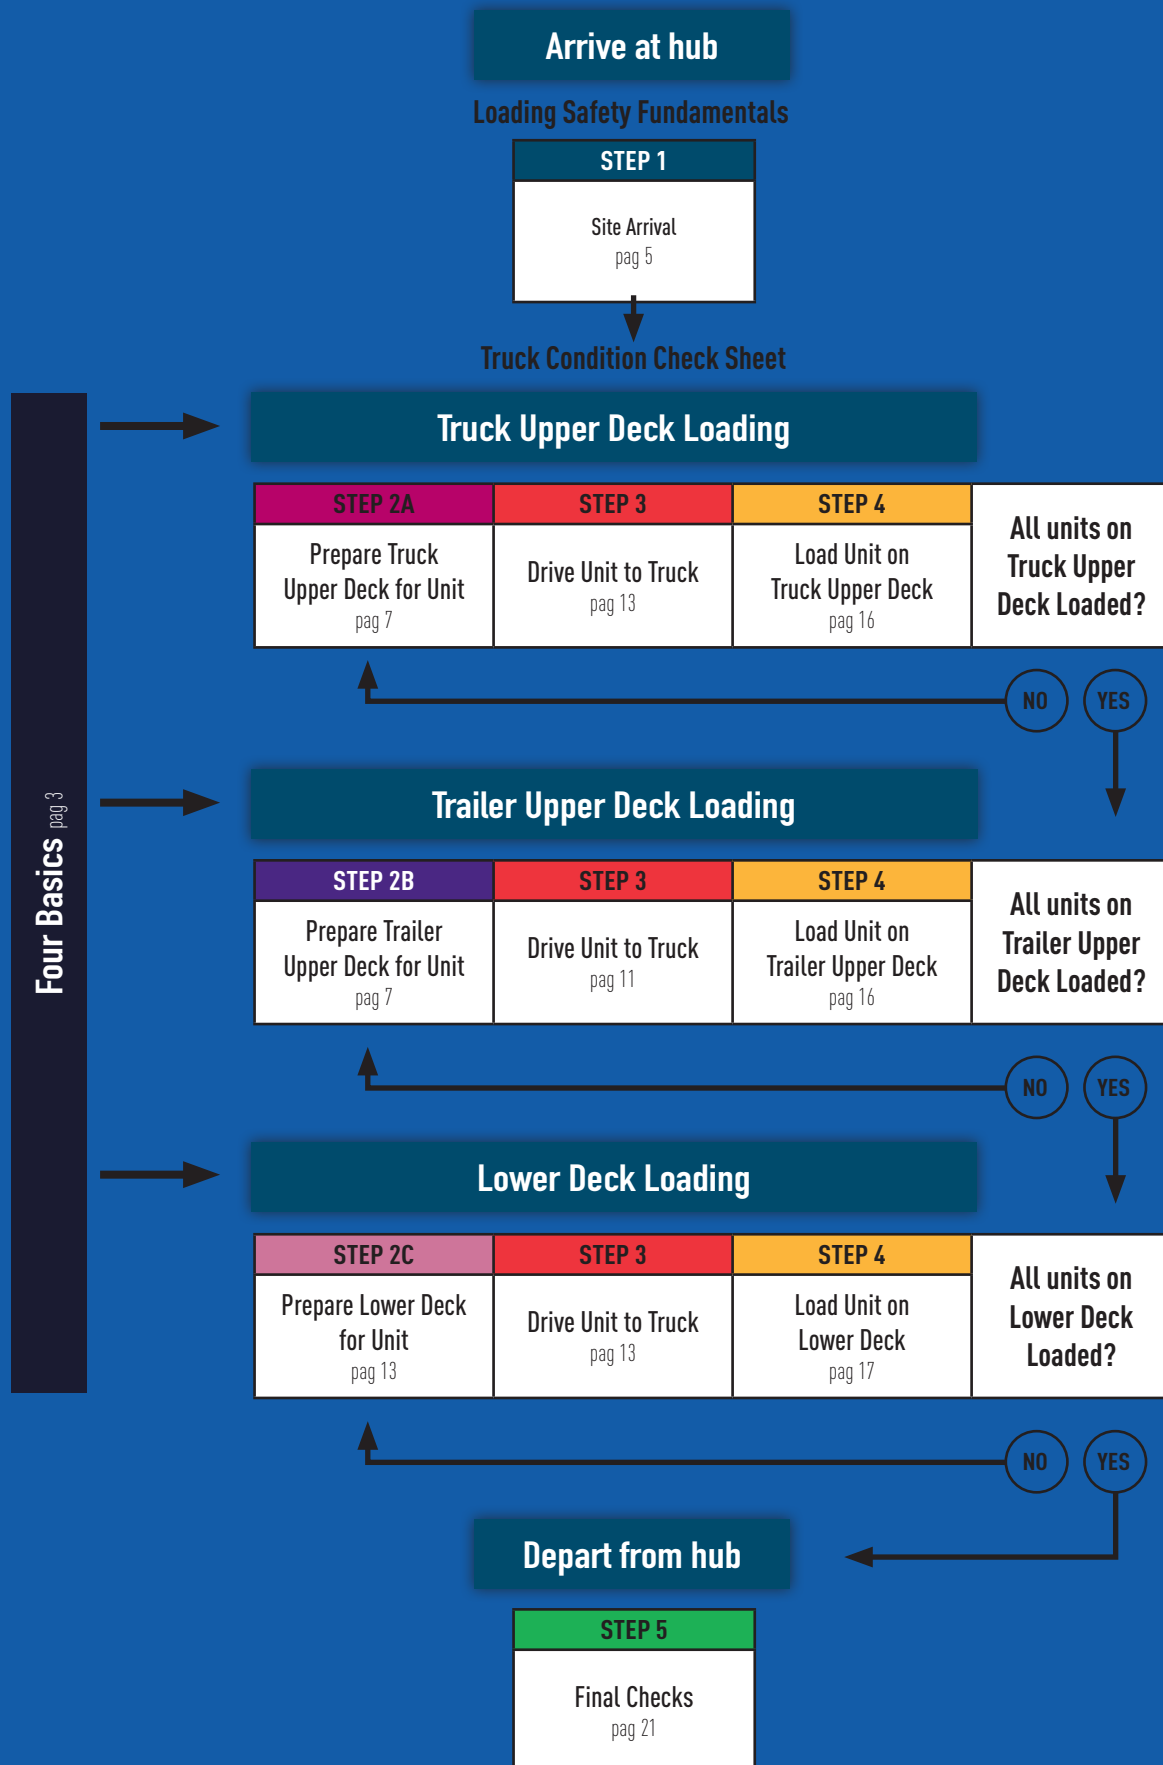 Arrive at hub
Loading Safety Fundamentals
STEP 1
Site Arrival
pag 5
Truck Condition Check Sheet
Four Basics pag 3
Truck Upper Deck Loading
STEP 2A
Prepare Truck
Upper Deck for Unit
pag 7
STEP 3
Drive Unit to Truck
pag 13
STEP 4
Load Unit on
Truck Upper Deck
pag 16
All units on
Truck Upper
Deck Loaded?
NO
YES
Trailer Upper Deck Loading
STEP 2B
Prepare Trailer
Upper Deck for Unit
pag 7
STEP 3
Drive Unit to Truck
pag 11
STEP 4
Load Unit on
Trailer Upper Deck
pag 16
All units on
Trailer Upper
Deck Loaded?
NO
YES
Lower Deck Loading
STEP 2C
Prepare Lower Deck
for Unit
pag 13
STEP 3
Drive Unit to Truck
pag 13
STEP 4
Load Unit on
Lower Deck
pag 17
All units on
Lower Deck
Loaded?
NO
YES
Depart from hub
STEP 5
Final Checks
pag 21